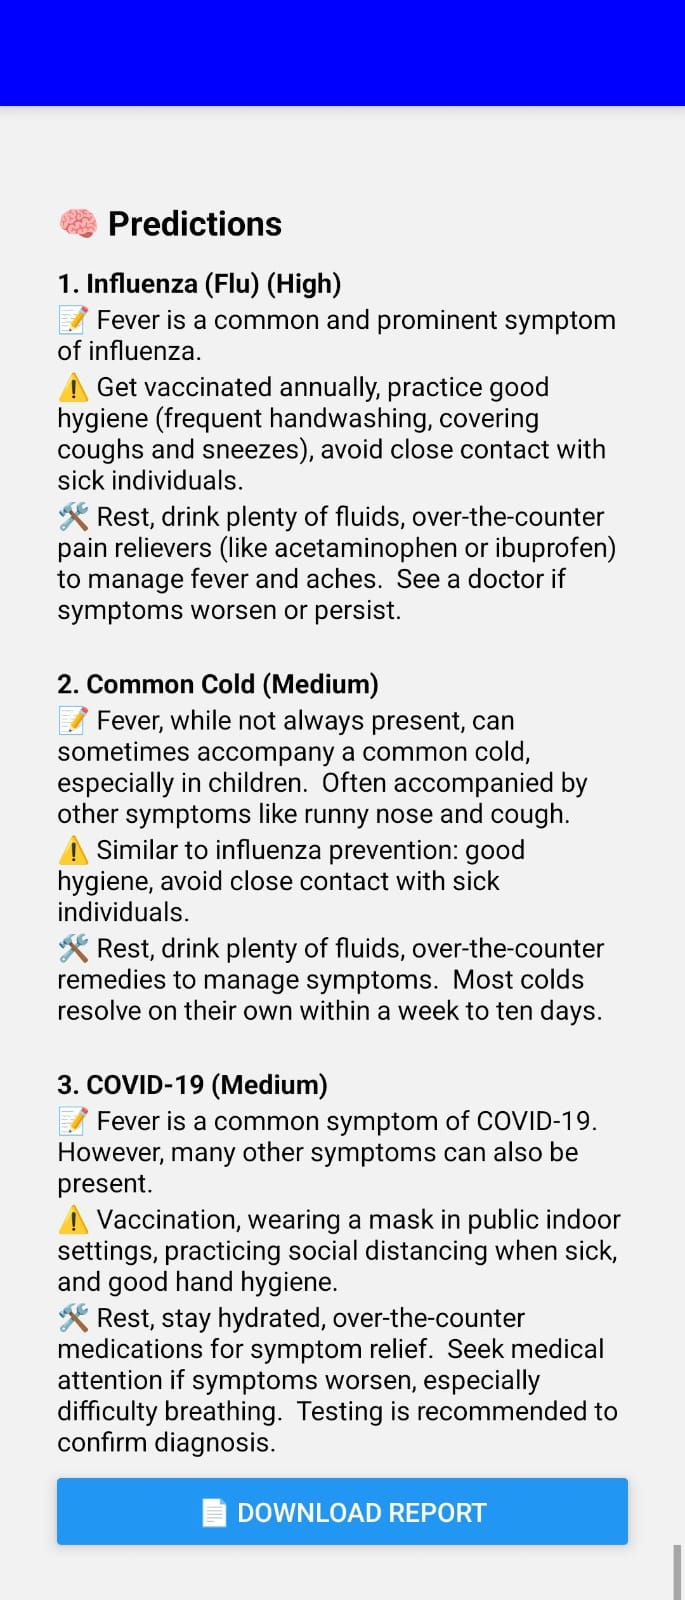 🧠 Predictions
1. Influenza (Flu) (High)
📝 Fever is a common and prominent symptom
of influenza.
⚠️ Get vaccinated annually, practice good
hygiene (frequent handwashing, covering
coughs and sneezes), avoid close contact with
sick individuals.
🛠️ Rest, drink plenty of fluids, over-the-counter
pain relievers (like acetaminophen or ibuprofen)
to manage fever and aches.  See a doctor if
symptoms worsen or persist.
2. Common Cold (Medium)
📝 Fever, while not always present, can
sometimes accompany a common cold,
especially in children.  Often accompanied by
other symptoms like runny nose and cough.
⚠️ Similar to influenza prevention: good
hygiene, avoid close contact with sick
individuals.
🛠️ Rest, drink plenty of fluids, over-the-counter
remedies to manage symptoms.  Most colds
resolve on their own within a week to ten days.
3. COVID-19 (Medium)
📝 Fever is a common symptom of COVID-19.
However, many other symptoms can also be
present.
⚠️ Vaccination, wearing a mask in public indoor
settings, practicing social distancing when sick,
and good hand hygiene.
🛠️ Rest, stay hydrated, over-the-counter
medications for symptom relief.  Seek medical
attention if symptoms worsen, especially
difficulty breathing.  Testing is recommended to
confirm diagnosis.
📄 DOWNLOAD REPORT